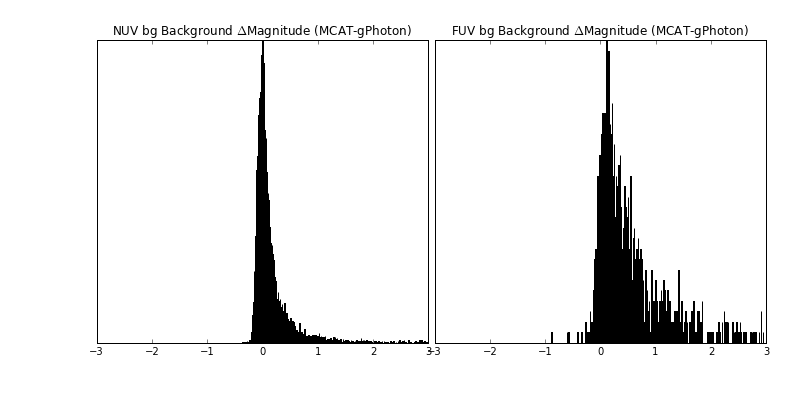 NUV bg Background ΔMagnitude (MCAT-gPhoton)
FUV bg Background ΔMagnitude (MCAT-gPhoton)
−3 −2 −1 0 1 2 3
−3 −2 −1 0 1 2 3